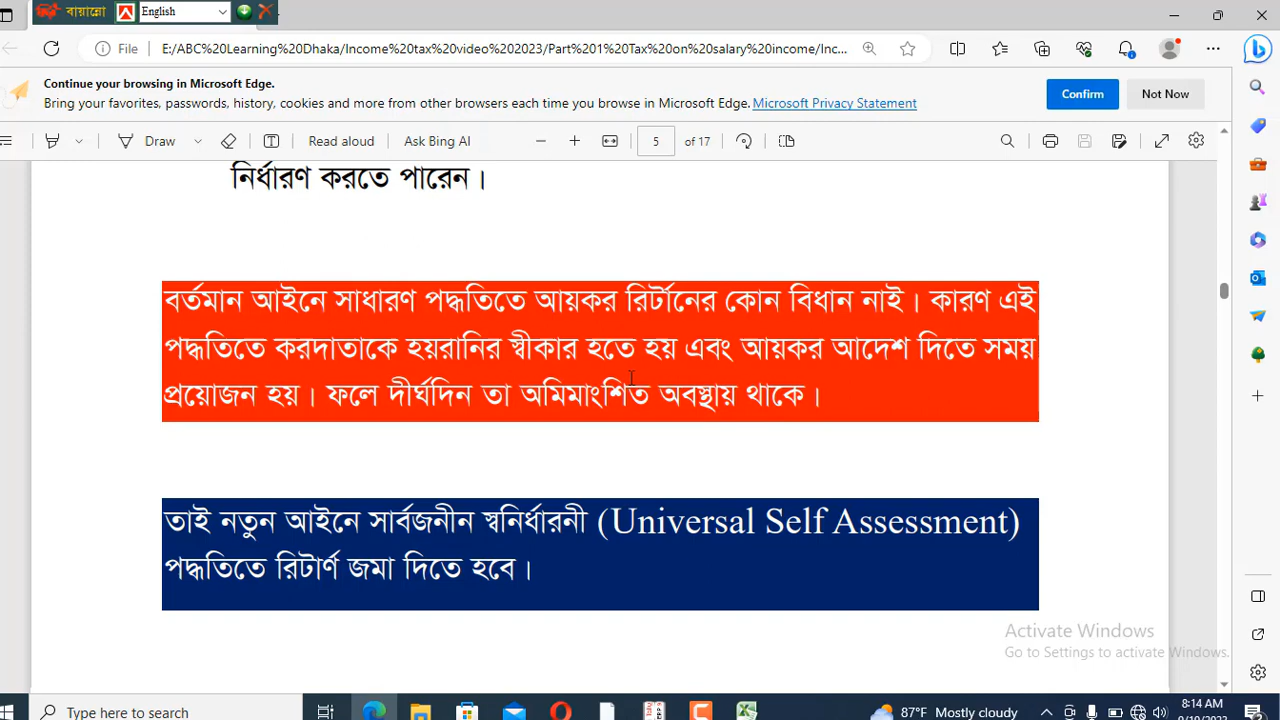 বায়ান্নো English
File E:/ABC%20Learning%20Dhaka/Income%20tax%20video%202023/Part%201%20Tax%20on%20salary%20income/Inc...
Continue your browsing in Microsoft Edge.
Bring your favorites, passwords, history, cookies and more from other browsers each time you browse in Microsoft Edge. Microsoft Privacy Statement
Confirm Not Now
Draw Read aloud Ask Bing AI 5 of 17
নির্ধারণ করতে পারেন।
বর্তমান আইনে সাধারণ পদ্ধতিতে আয়কর রির্টানের কোন বিধান নাই। কারণ এই
পদ্ধতিতে করদাতাকে হয়রানির স্বীকার হতে হয় এবং আয়কর আদেশ দিতে সময়
প্রয়োজন হয়। ফলে দীর্ঘদিন তা অমিমাংশিত অবস্থায় থাকে।
তাই নতুন আইনে সার্বজনীন স্বনির্ধারনী (Universal Self Assessment)
পদ্ধতিতে রিটার্ণ জমা দিতে হবে।
Activate Windows
Go to Settings to activate Windows.
Type here to search 87°F Mostly cloudy 8:14 AM